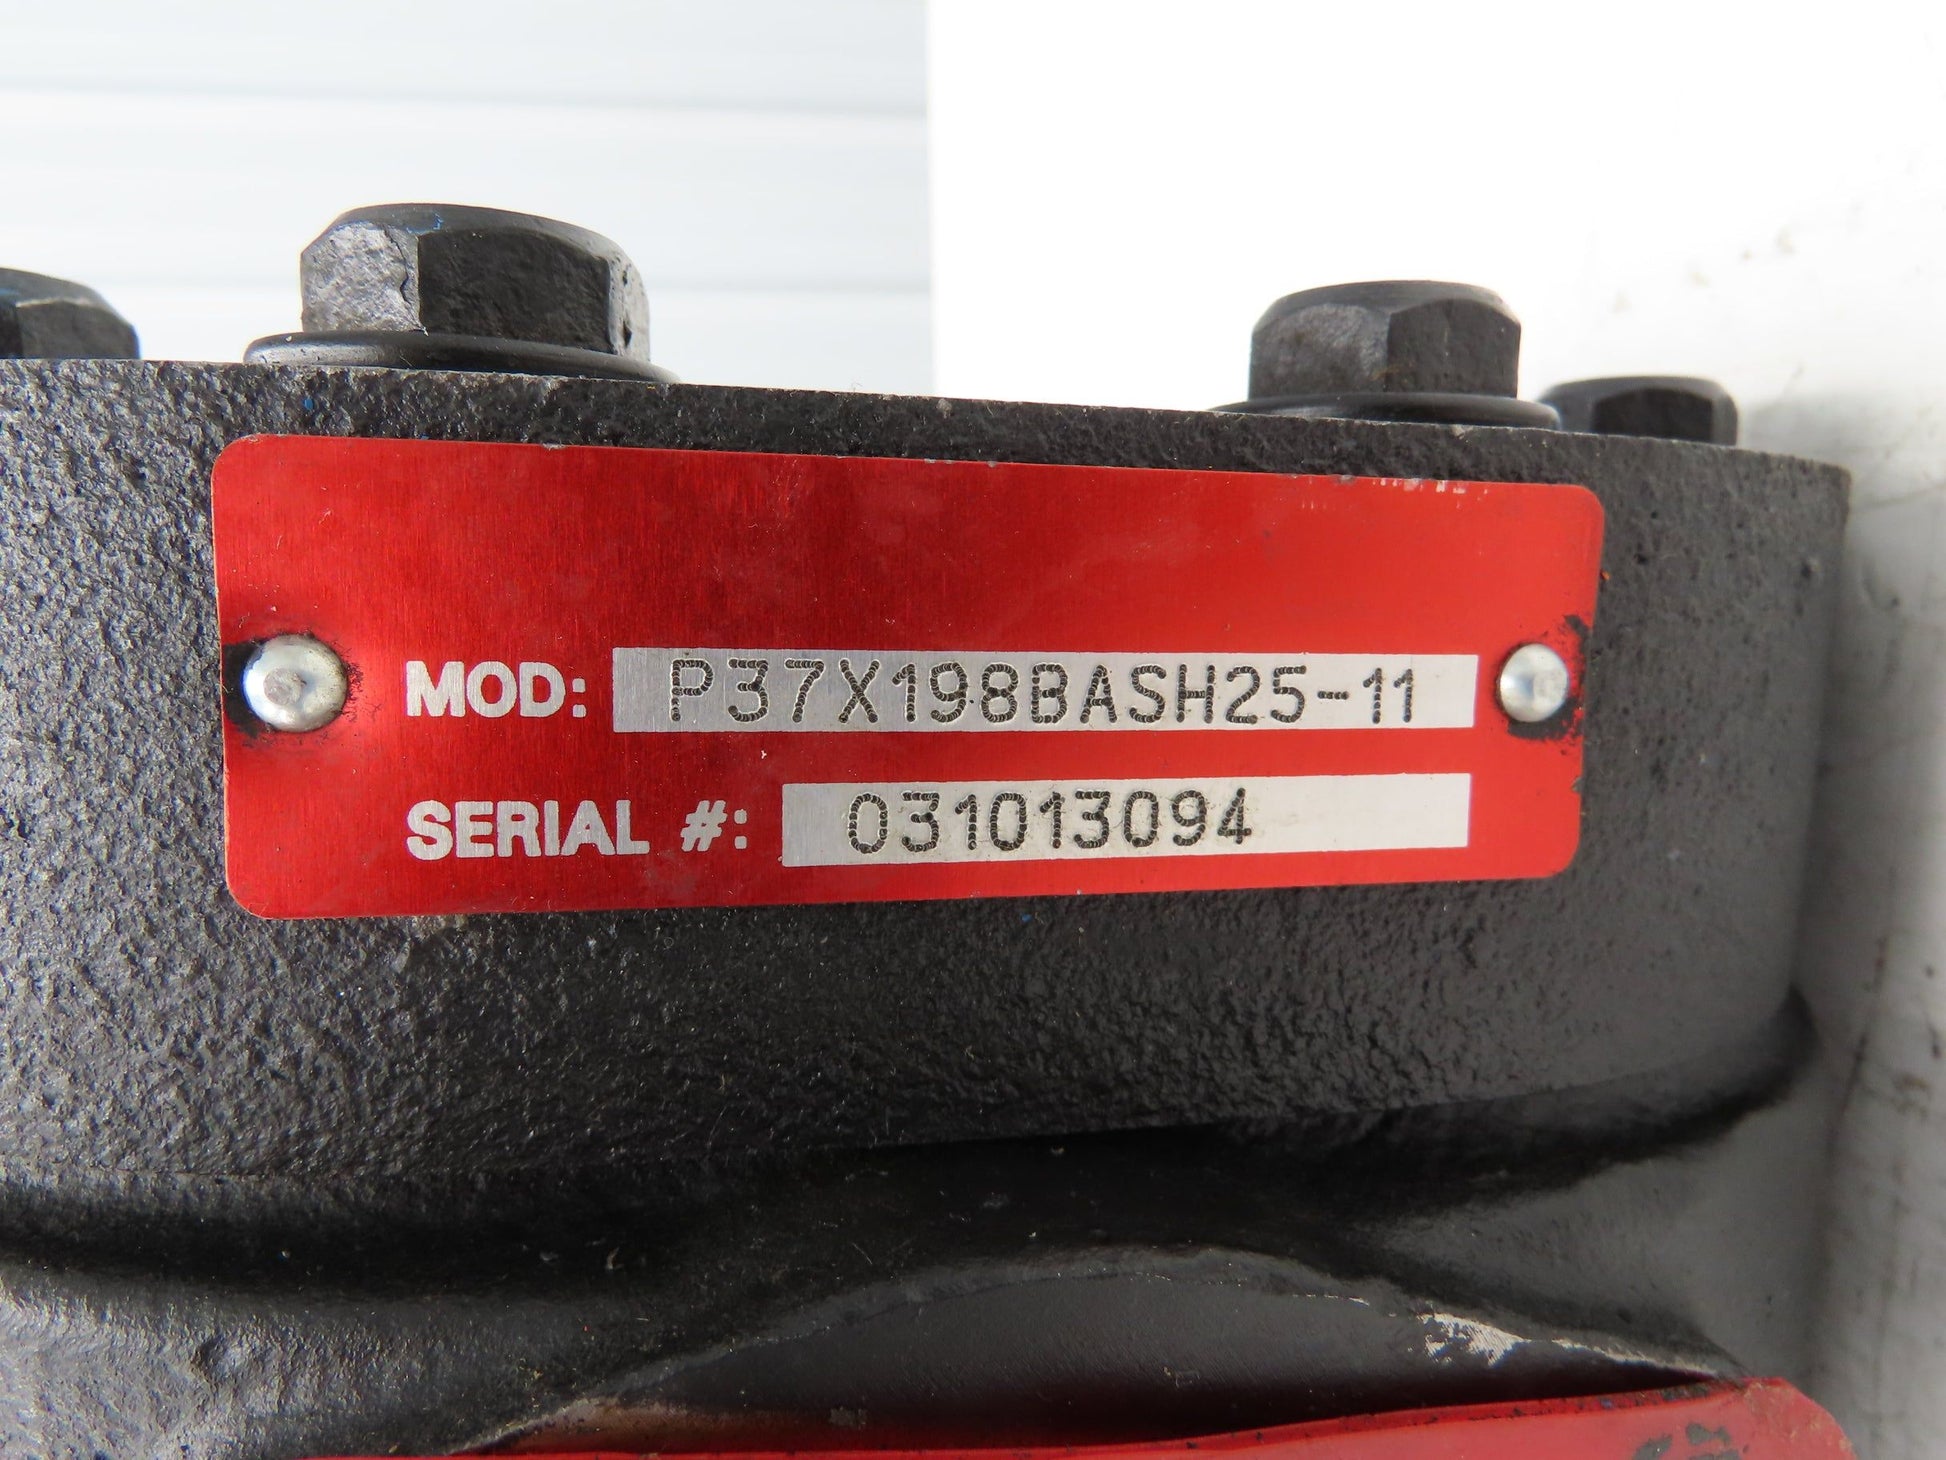 MOD: P37X198BASH25-11
SERIAL #: 031013094